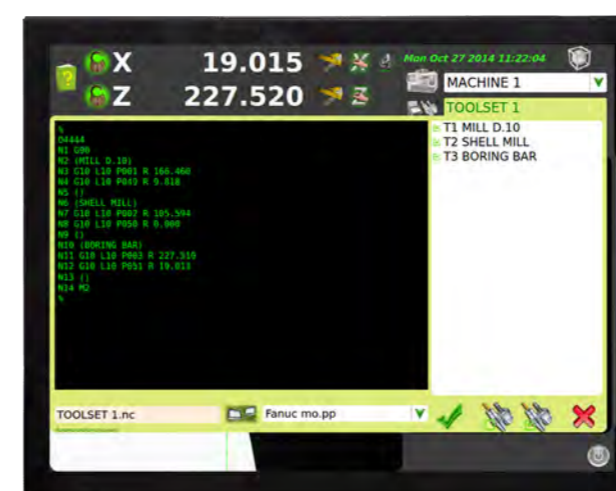 X 19.015
Mon Oct 27 2014 11:22:04
Z 227.520
MACHINE 1
TOOLSET 1
%
O4444
N1 G90
N2 (MILL D.10)
N3 G10 L10 P001 R 166.460
N4 G10 L10 P049 R 9.818
N5 ()
N6 (SHELL MILL)
N7 G10 L10 P002 R 105.594
N8 G10 L10 P050 R 0.000
N9 ()
N10 (BORING BAR)
N11 G10 L10 P003 R 227.519
N12 G10 L10 P051 R 19.013
N13 ()
N14 M2
%
T1 MILL D.10
T2 SHELL MILL
T3 BORING BAR
TOOLSET 1.nc
Fanuc mo.pp